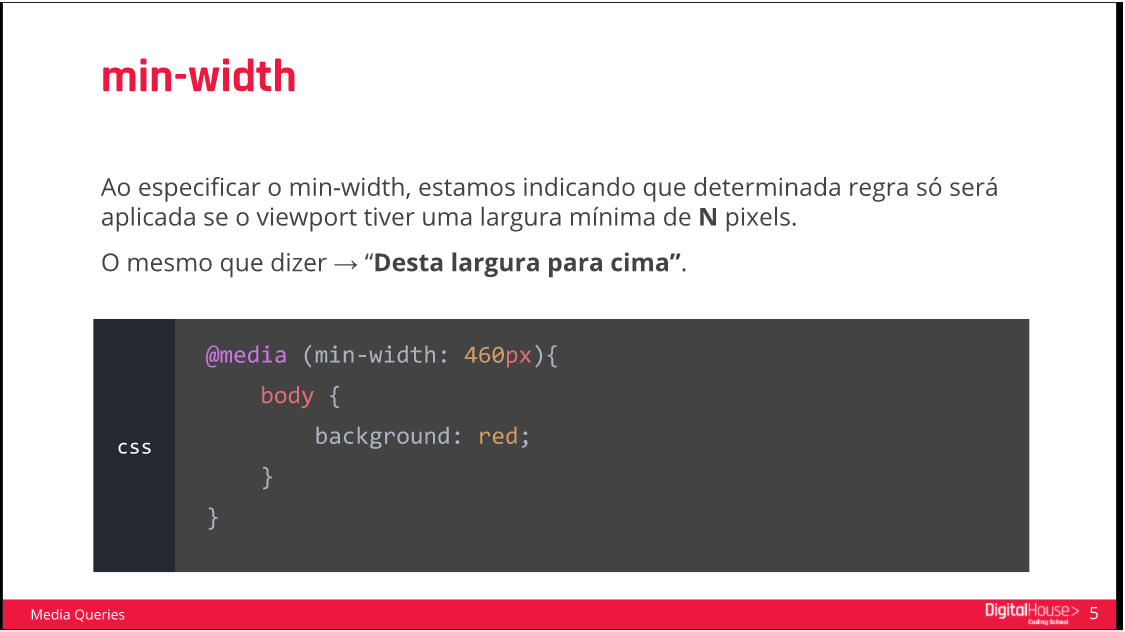 min-width
Ao especificar o min-width, estamos indicando que determinada regra só será
aplicada se o viewport tiver uma largura mínima de N pixels.
O mesmo que dizer → “Desta largura para cima”.
css
@media (min-width: 460px){
    body {
        background: red;
    }
}
Media Queries
DigitalHouse>
Coding School
5